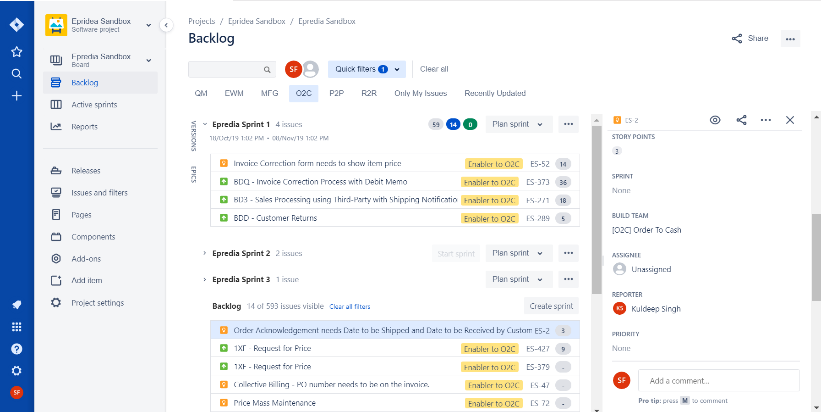 Epridea Sandbox
Software project
Epridea Sandbox
Board
Backlog
Active sprints
Reports
Releases
Issues and filters
Pages
Components
Add-ons
Add item
Project settings
SF
Projects / Epridea Sandbox / Epridea Sandbox
Backlog
Share
SF
Quick filters 1
Clear all
QM EWM MFG O2C P2P R2R Only My Issues Recently Updated
VERSIONS
EPICS
Epredia Sprint 1 4 issues 59 14 0 Plan sprint
18/Oct/19 1:02 PM • 08/Nov/19 1:02 PM
Invoice Correction form needs to show item price Enabler to O2C ES-52 14
BDQ - Invoice Correction Process with Debit Memo Enabler to O2C ES-373 36
BD3 - Sales Processing using Third-Party with Shipping Notificatio Enabler to O2C ES-271 18
BDD - Customer Returns Enabler to O2C ES-289 5
Epredia Sprint 2 2 issues Start sprint Plan sprint
Epredia Sprint 3 1 issue Plan sprint
Backlog 14 of 593 issues visible Clear all filters Create sprint
Order Acknowledgement needs Date to be Shipped and Date to be Received by Custom ES-2 3
1XF - Request for Price Enabler to O2C ES-427 9
1XF - Request for Price Enabler to O2C ES-379 -
Collective Billing - PO number needs to be on the invoice. Enabler to O2C ES-47 -
Price Mass Maintenance Enabler to O2C ES-72 -
ES-2
STORY POINTS
3
SPRINT
None
BUILD TEAM
[O2C] Order To Cash
ASSIGNEE
Unassigned
REPORTER
KS Kuldeep Singh
PRIORITY
None
SF Add a comment...
Pro tip: press M to comment